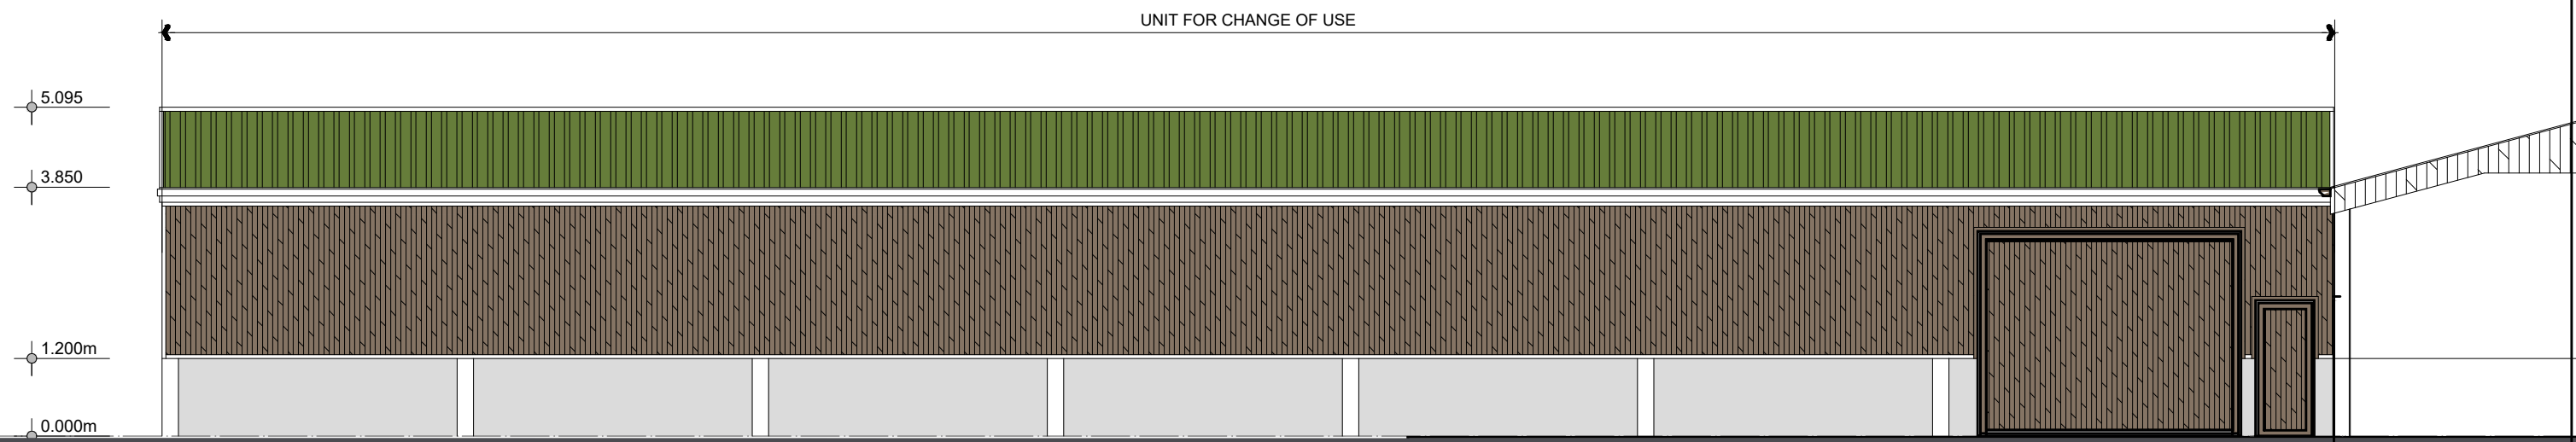 UNIT FOR CHANGE OF USE
5.095
3.850
1.200m
0.000m